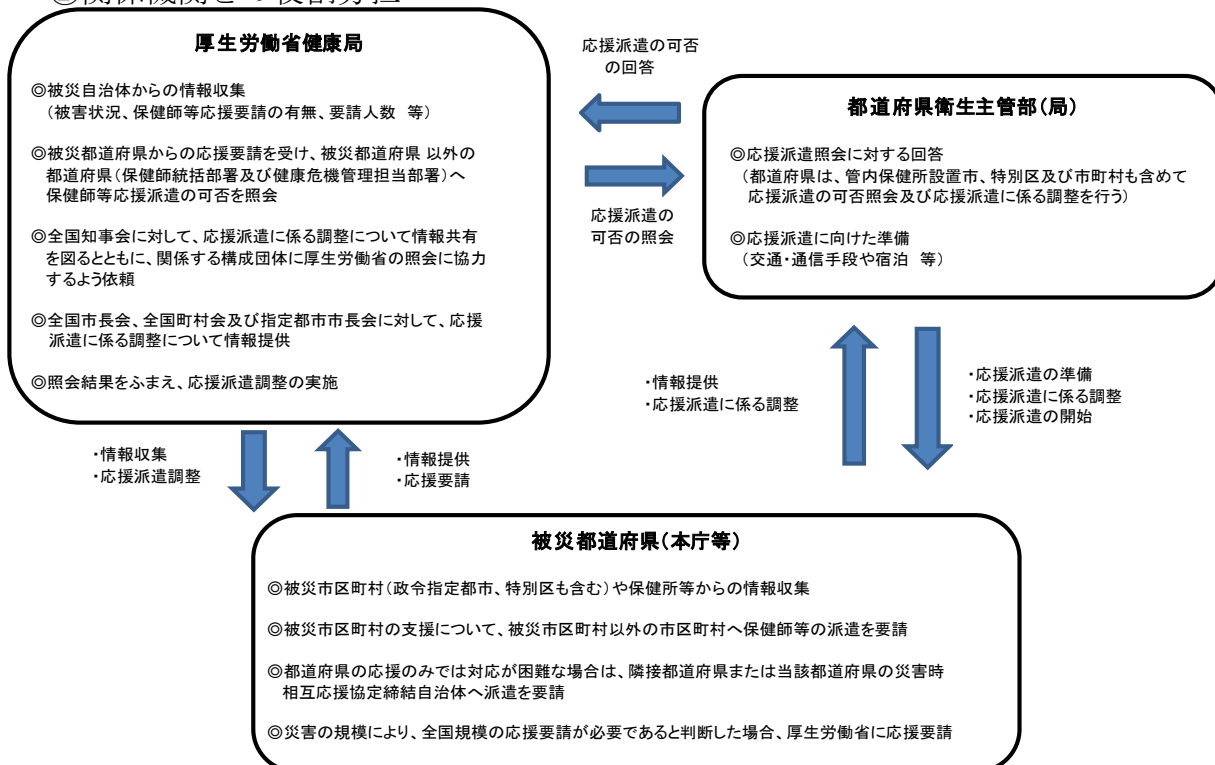 厚生労働省健康局
◎被災自治体からの情報収集
（被害状況、保健師等応援要請の有無、要請人数 等）
◎被災都道府県からの応援要請を受け、被災都道府県 以外の
都道府県（保健師統括部署及び健康危機管理担当部署）へ
保健師等応援派遣の可否を照会
◎全国知事会に対して、応援派遣に係る調整について情報共有
を図るとともに、関係する構成団体に厚生労働省の照会に協力
するよう依頼
◎全国市長会、全国町村会及び指定都市市長会に対して、応援
派遣に係る調整について情報提供
◎照会結果をふまえ、応援派遣調整の実施
応援派遣の可否
の回答
応援派遣の
可否の照会
都道府県衛生主管部（局）
◎応援派遣照会に対する回答
（都道府県は、管内保健所設置市、特別区及び市町村も含めて
応援派遣の可否照会及び応援派遣に係る調整を行う）
◎応援派遣に向けた準備
（交通・通信手段や宿泊 等）
・情報収集
・応援派遣調整
・情報提供
・応援要請
・情報提供
・応援派遣に係る調整
・応援派遣の準備
・応援派遣に係る調整
・応援派遣の開始
被災都道府県（本庁等）
◎被災市区町村（政令指定都市、特別区も含む）や保健所等からの情報収集
◎被災市区町村の支援について、被災市区町村以外の市区町村へ保健師等の派遣を要請
◎都道府県の応援のみでは対応が困難な場合は、隣接都道府県または当該都道府県の災害時
相互応援協定締結自治体へ派遣を要請
◎災害の規模により、全国規模の応援要請が必要であると判断した場合、厚生労働省に応援要請